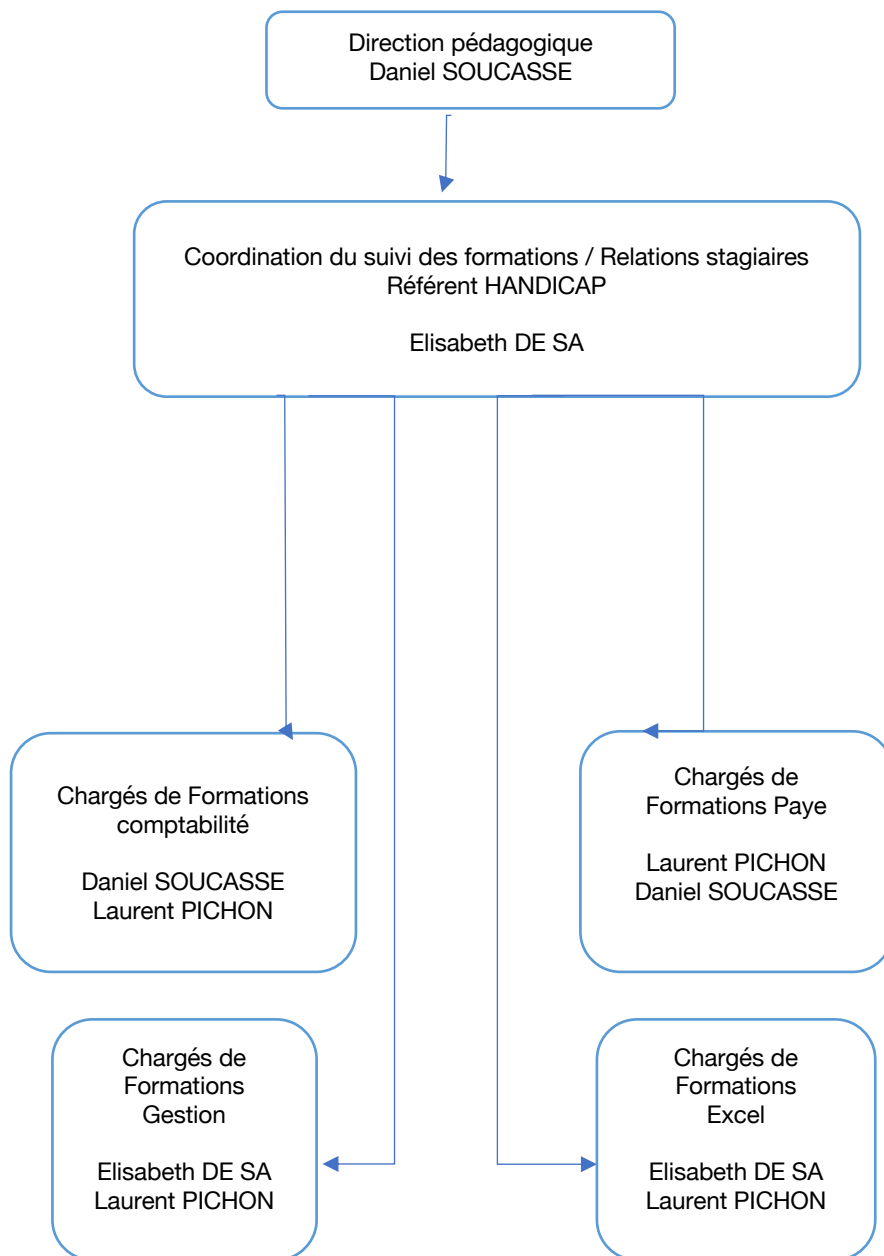 Direction pédagogique
Daniel SOUCASSE
Coordination du suivi des formations / Relations stagiaires
Référent HANDICAP
Elisabeth DE SA
Chargés de Formations
comptabilité
Daniel SOUCASSE
Laurent PICHON
Chargés de
Formations Paye
Laurent PICHON
Daniel SOUCASSE
Chargés de
Formations
Gestion
Elisabeth DE SA
Laurent PICHON
Chargés de
Formations
Excel
Elisabeth DE SA
Laurent PICHON